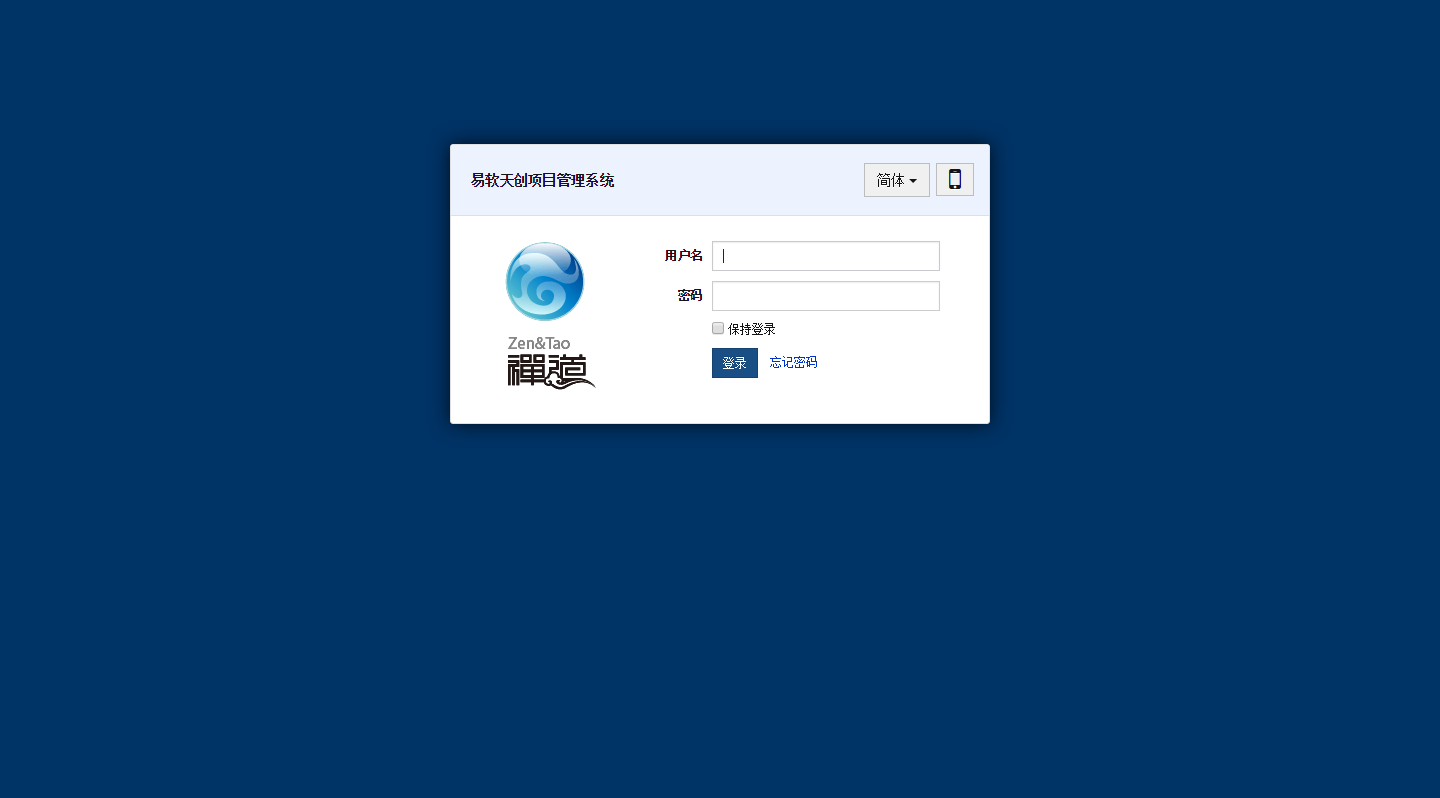 易软天创项目管理系统
简体
用户名
密码
保持登录
登录 忘记密码
Zen&Tao
禪道